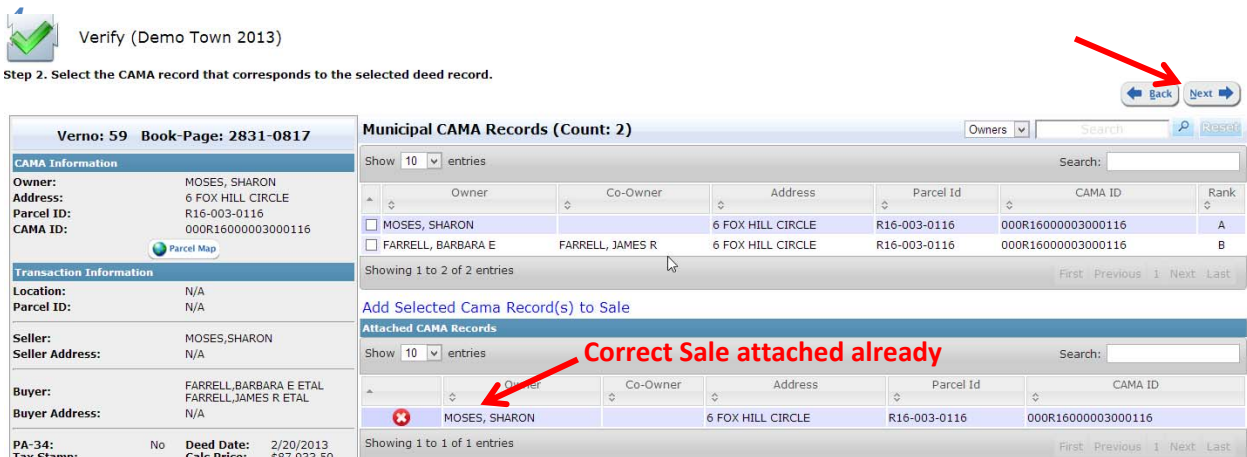 Verify (Demo Town 2013)
Step 2. Select the CAMA record that corresponds to the selected deed record.
Back Next
Verno: 59 Book-Page: 2831-0817
CAMA Information
Owner: MOSES, SHARON
Address: 6 FOX HILL CIRCLE
Parcel ID: R16-003-0116
CAMA ID: 000R16000003000116
Parcel Map
Transaction Information
Location: N/A
Parcel ID: N/A
Seller: MOSES,SHARON
Seller Address: N/A
Buyer: FARRELL,BARBARA E ETAL
FARRELL,JAMES R ETAL
Buyer Address: N/A
PA-34: No Deed Date: 2/20/2013
Tax Stamp: Calc Price: $87,933.50
Municipal CAMA Records (Count: 2) Owners Search Reset
Show 10 entries Search:
Owner Co-Owner Address Parcel Id CAMA ID Rank
MOSES, SHARON 6 FOX HILL CIRCLE R16-003-0116 000R16000003000116 A
FARRELL, BARBARA E FARRELL, JAMES R 6 FOX HILL CIRCLE R16-003-0116 000R16000003000116 B
Showing 1 to 2 of 2 entries First Previous 1 Next Last
Add Selected Cama Record(s) to Sale
Attached CAMA Records
Show 10 entries Correct Sale attached already Search:
Owner Co-Owner Address Parcel Id CAMA ID
MOSES, SHARON 6 FOX HILL CIRCLE R16-003-0116 000R16000003000116
Showing 1 to 1 of 1 entries First Previous 1 Next Last